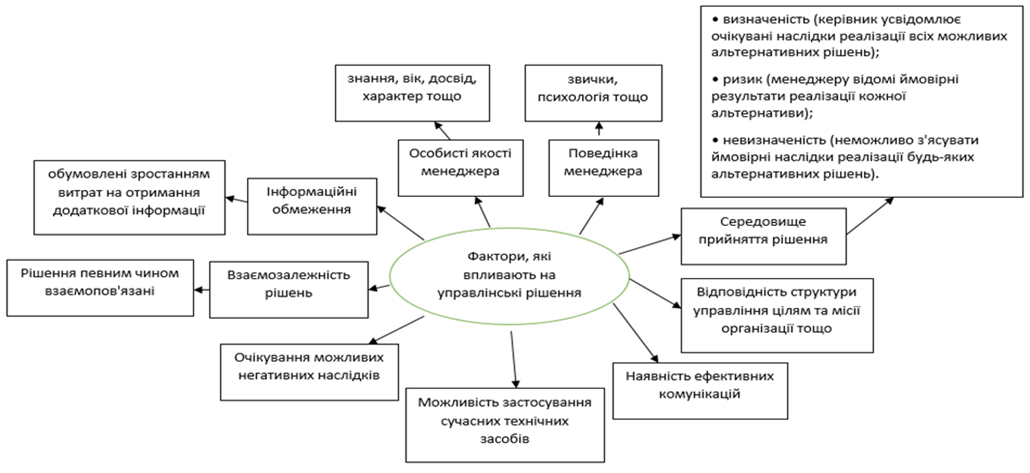 • визначеність (керівник усвідомлює
очікувані наслідки реалізації всіх можливих
альтернативних рішень);
• ризик (менеджеру відомі ймовірні
результати реалізації кожної
альтернативи);
• невизначеність (неможливо з'ясувати
ймовірні наслідки реалізації будь-яких
альтернативних рішень).
знання, вік, досвід,
характер тощо
звички,
психологія тощо
Особисті якості
менеджера
Поведінка
менеджера
обумовлені зростанням
витрат на отримання
додаткової інформації
Інформаційні
обмеження
Середовище
прийняття рішення
Фактори, які
впливають на
управлінські рішення
Рішення певним чином
взаємопов'язані
Взаємозалежність
рішень
Відповідність структури
управління цілям та місії
організації тощо
Очікування можливих
негативних наслідків
Наявність ефективних
комунікацій
Можливість застосування
сучасних технічних
засобів